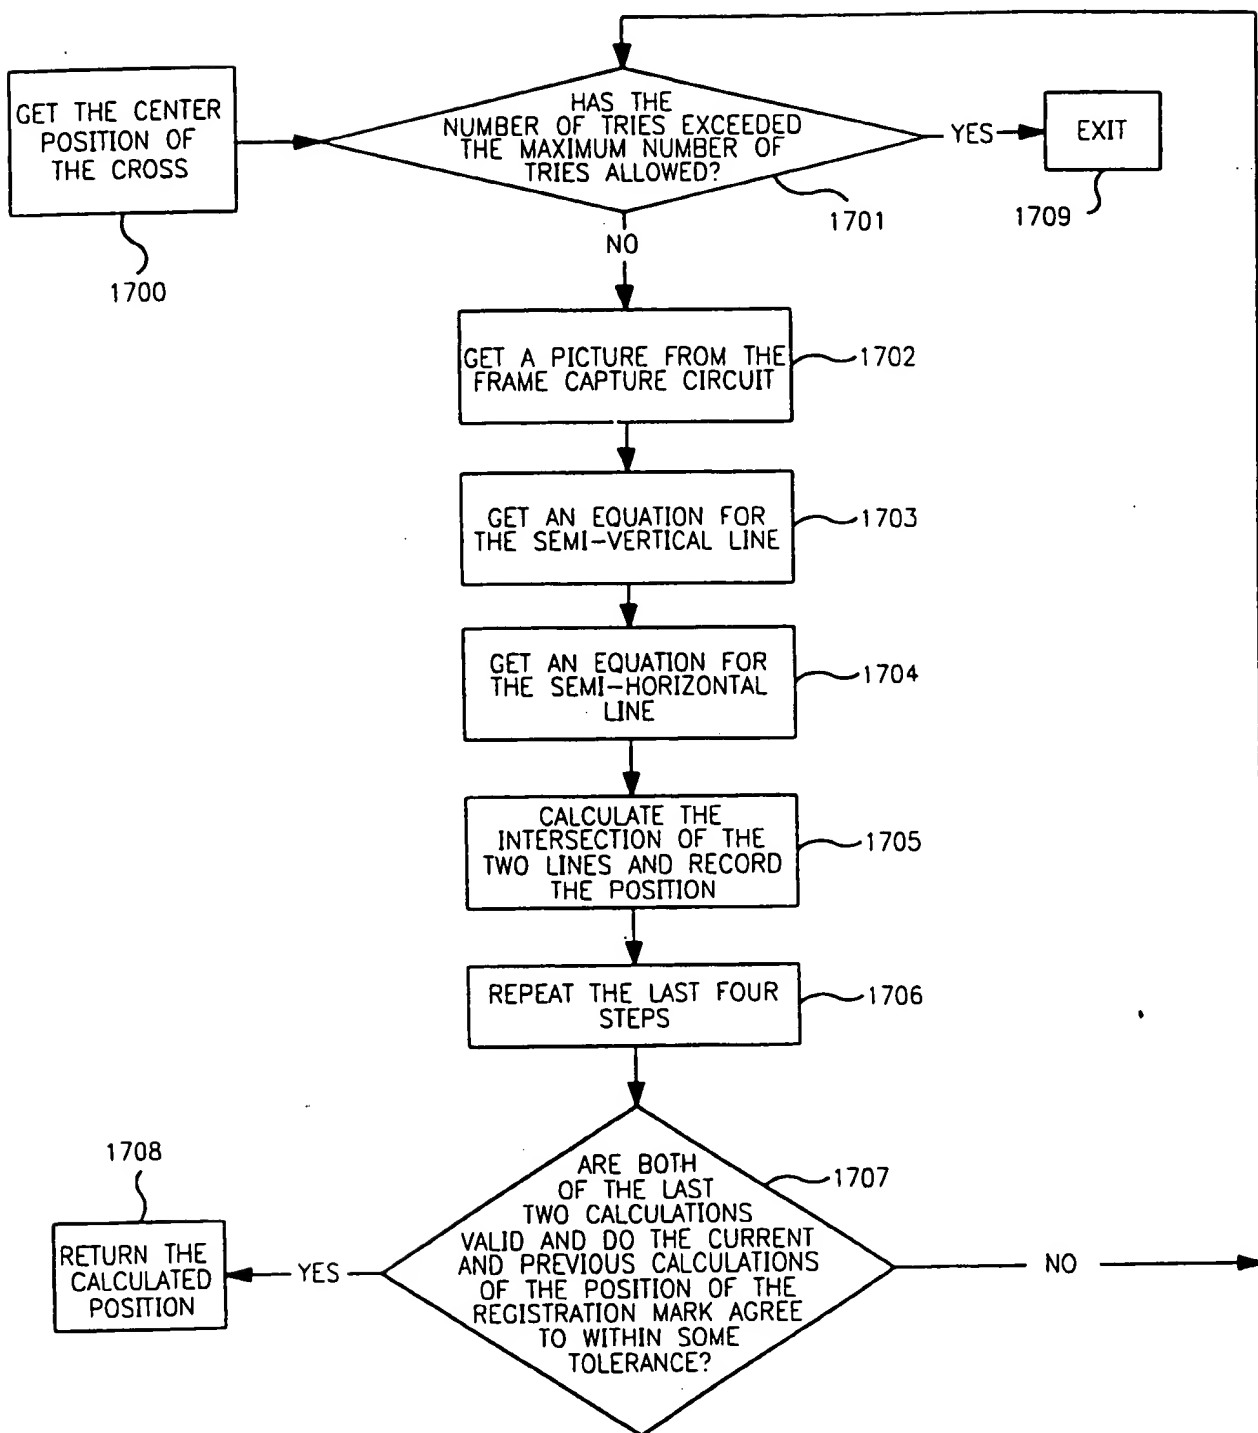 GET THE CENTER
POSITION OF
THE CROSS
1700
HAS THE
NUMBER OF TRIES EXCEEDED
THE MAXIMUM NUMBER OF
TRIES ALLOWED?
1701
YES
EXIT
1709
NO
GET A PICTURE FROM THE
FRAME CAPTURE CIRCUIT
1702
GET AN EQUATION FOR
THE SEMI-VERTICAL LINE
1703
GET AN EQUATION FOR
THE SEMI-HORIZONTAL
LINE
1704
CALCULATE THE
INTERSECTION OF THE
TWO LINES AND RECORD
THE POSITION
1705
REPEAT THE LAST FOUR
STEPS
1706
ARE BOTH
OF THE LAST
TWO CALCULATIONS
VALID AND DO THE CURRENT
AND PREVIOUS CALCULATIONS
OF THE POSITION OF THE
REGISTRATION MARK AGREE
TO WITHIN SOME
TOLERANCE?
1707
YES
1708
RETURN THE
CALCULATED
POSITION
NO